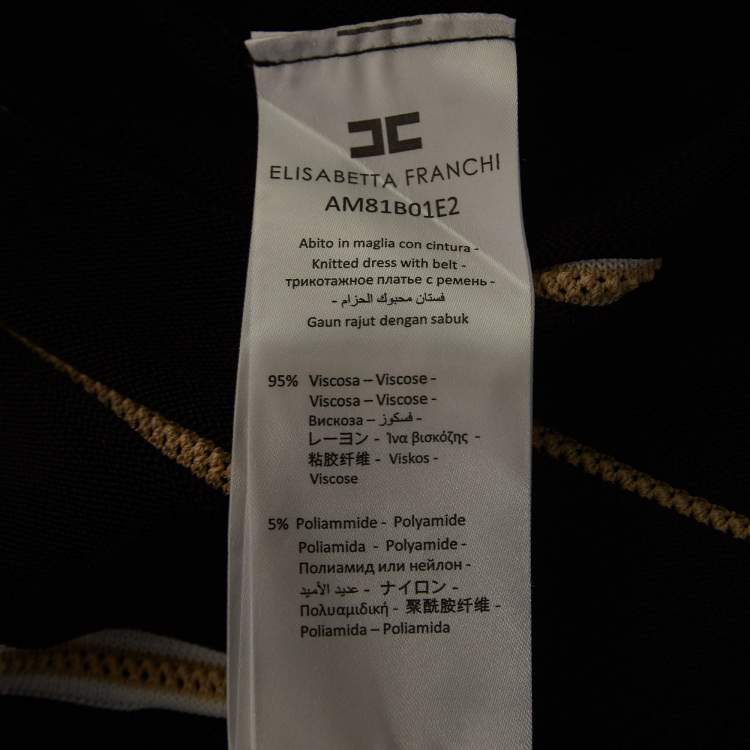 ELISABETTA FRANCHI
AM81B01E2
Abito in maglia con cintura -
Knitted dress with belt -
трикотажное платье с ремень -
فستان محبوك الحزام -
Gaun rajut dengan sabuk
95% Viscosa – Viscose -
Viscosa – Viscose -
Вискоза – فسكوز -
レーヨン - Ίνα βισκόζης -
粘胶纤维 - Viskos -
Viscose
5% Poliammide - Polyamide
Poliamida - Polyamide -
Полиамид или нейлон -
عديد الأميد - ナイロン -
Πολυαμιδική - 聚酰胺纤维 -
Poliamida – Poliamida